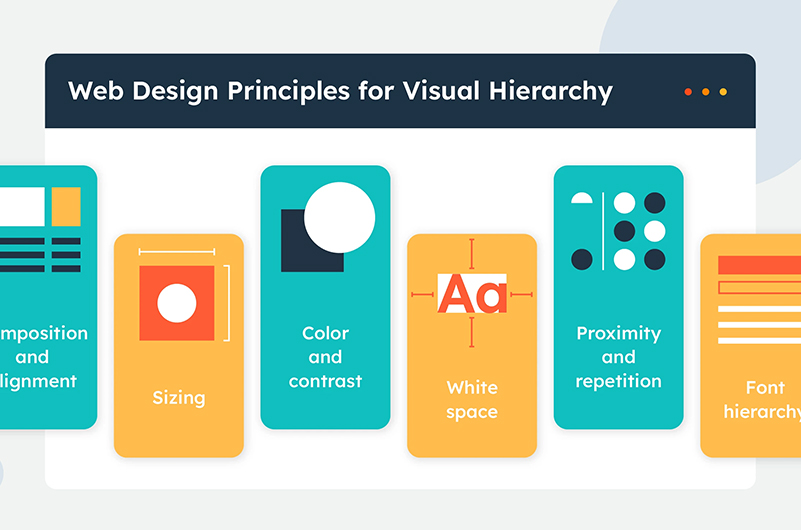 Web Design Principles for Visual Hierarchy
mposition
and
lignment
Sizing
Color
and
contrast
Aa
White
space
Proximity
and
repetition
Font
hierarchy